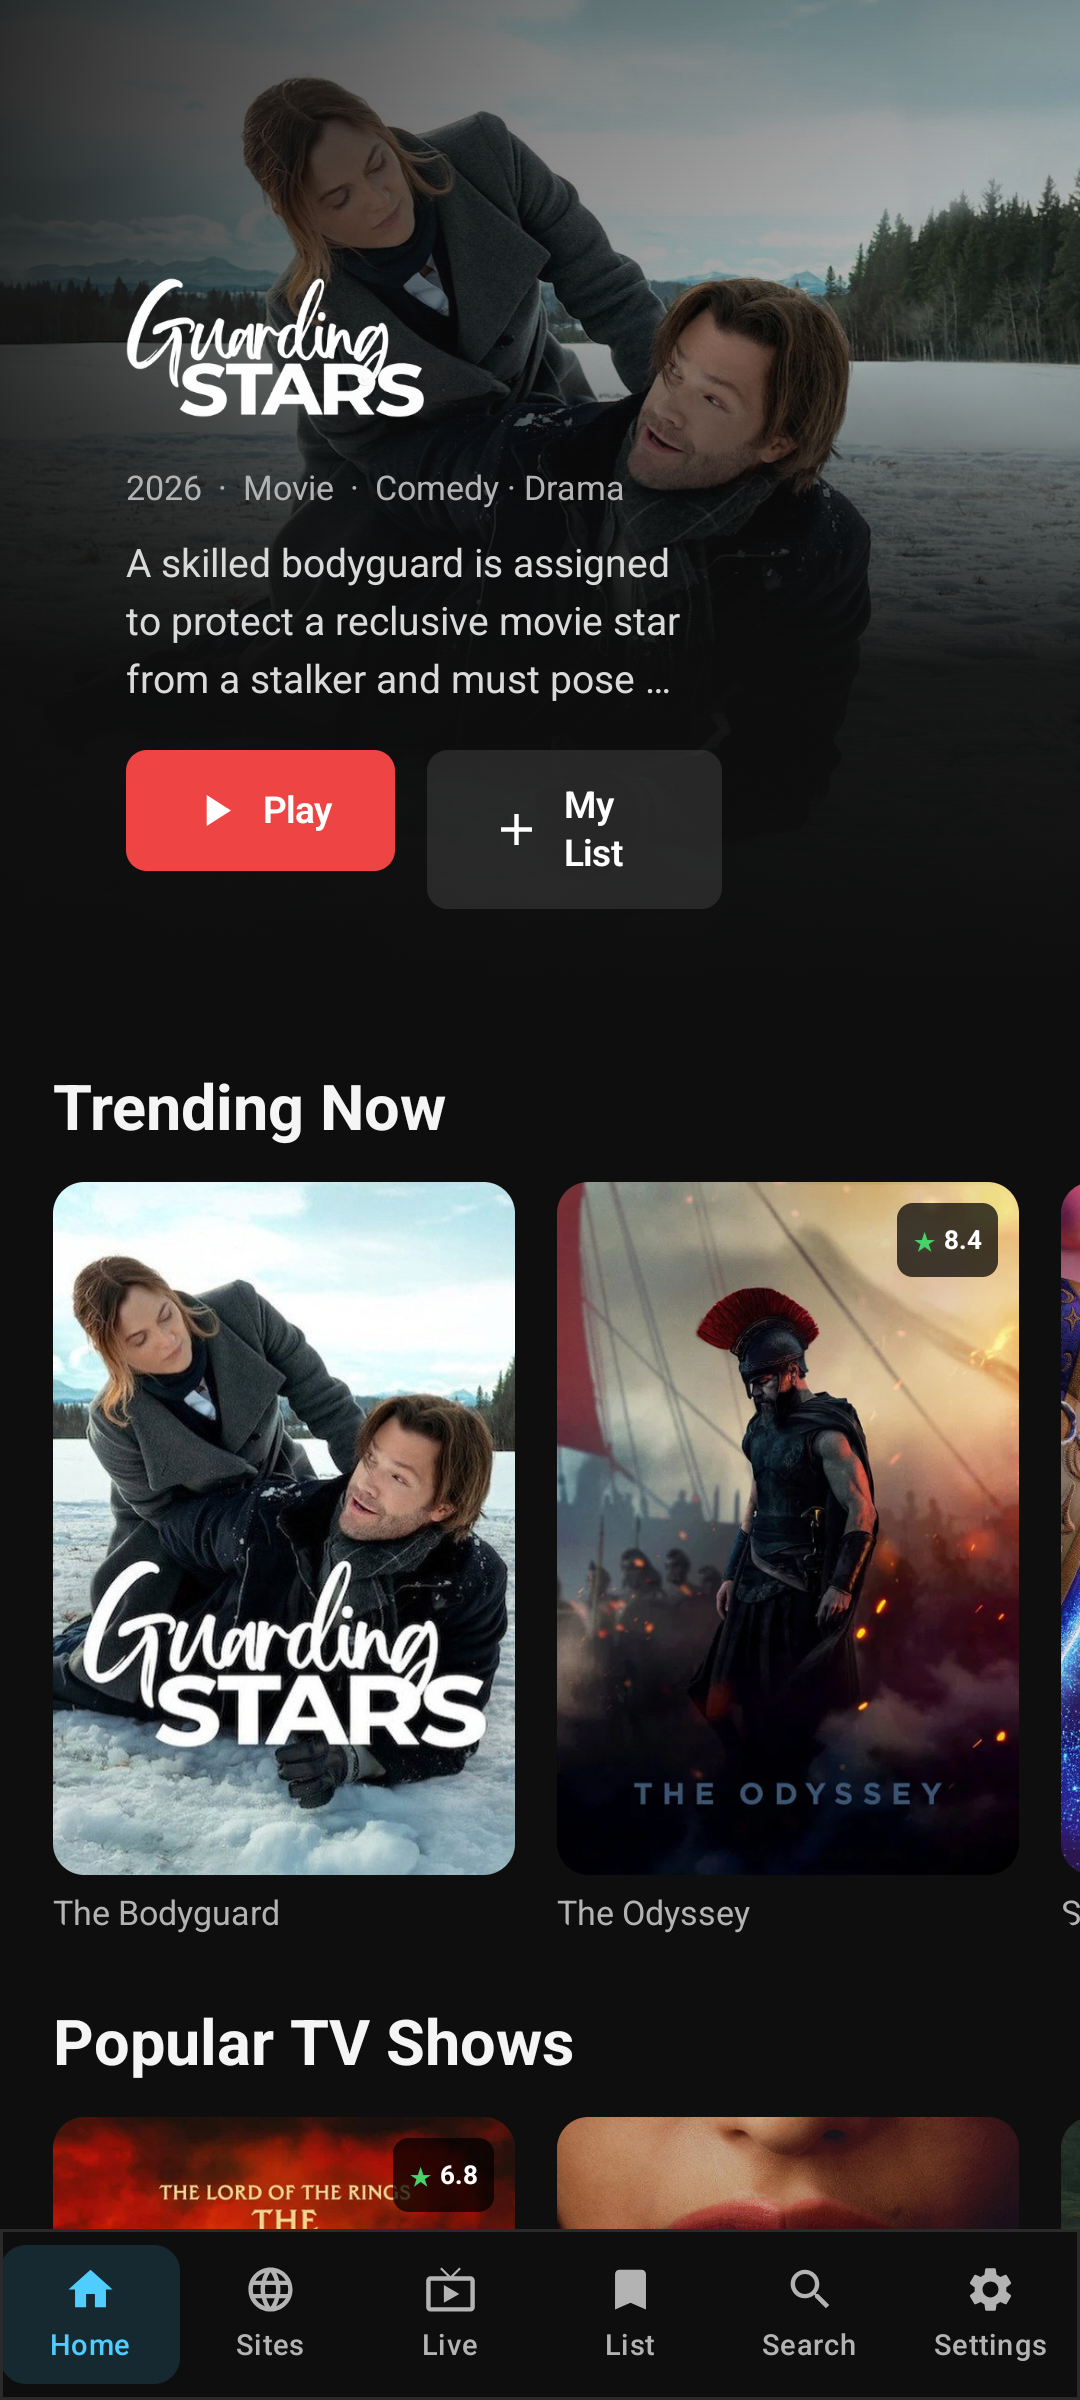 Guarding
STARS
2026 · Movie · Comedy · Drama
A skilled bodyguard is assigned
to protect a reclusive movie star
from a stalker and must pose ...
Play
My
List
Trending Now
Guarding
STARS
8.4
THE ODYSSEY
The Bodyguard
The Odyssey
S
Popular TV Shows
6.8
THE LORD OF THE RINGS
THE
Home
Sites
Live
List
Search
Settings